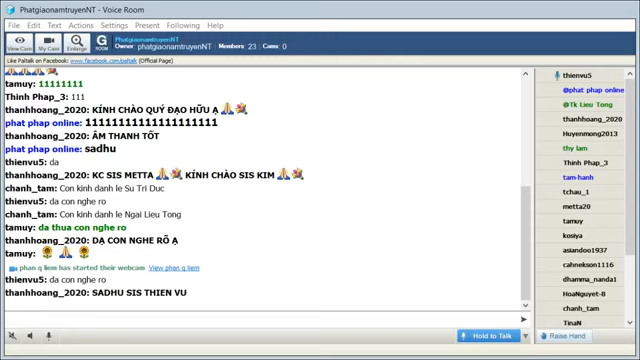 PhatgiaonamtruyenNT - Voice Room
File Edit Text Actions Settings Present Following Help
View Cam My Cam Enlarge G ROOM
PhatgiaonamtruyenNT
Owner: phatgiaonamtruyenNT Members: 23 Cams: 0
Like Paltalk on Facebook: www.facebook.com/paltalk (Official Page)
tamuy: 11111111
Thinh Phap_3: 111
thanhhoang_2020: KÍNH CHÀO QUÝ ĐẠO HỮU Ạ
phat phap online: 11111111111111111111
thanhhoang_2020: ÂM THANH TỐT
phat phap online: sadhu
thienvu5: da
thanhhoang_2020: KC SIS METTA KÍNH CHÀO SIS KIM
chanh_tam: Con kinh danh le Su Tri Duc
thienvu5: da con nghe ro
chanh_tam: Con kinh danh le Ngai Lieu Tong
tamuy: da thua con nghe ro
thanhhoang_2020: DẠ CON NGHE RÕ Ạ
tamuy:
phan q liem has started their webcam View phan q.liem
thienvu5: da con nghe ro
thanhhoang_2020: SADHU SIS THIEN VU
Hold to Talk
thienvu5
@phat phap online
@Tk Lieu Tong
thanhhoang_2020
Huyenmong2013
thy lam
Thinh Phap_3
tam-hanh
tchau_1
metta20
tamuy
kosiya
asiandoo1937
cahnekson1116
dhamma_nanda1
HoaNguyet-8
chanh_tam
TinaN
Raise Hand